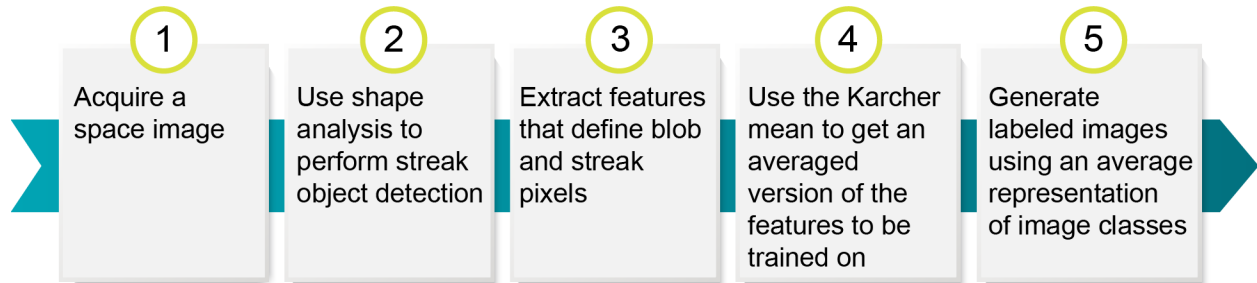 1
Acquire a
space image
2
Use shape
analysis to
perform streak
object detection
3
Extract features
that define blob
and streak
pixels
4
Use the Karcher
mean to get an
averaged
version of the
features to be
trained on
5
Generate
labeled images
using an average
representation
of image classes